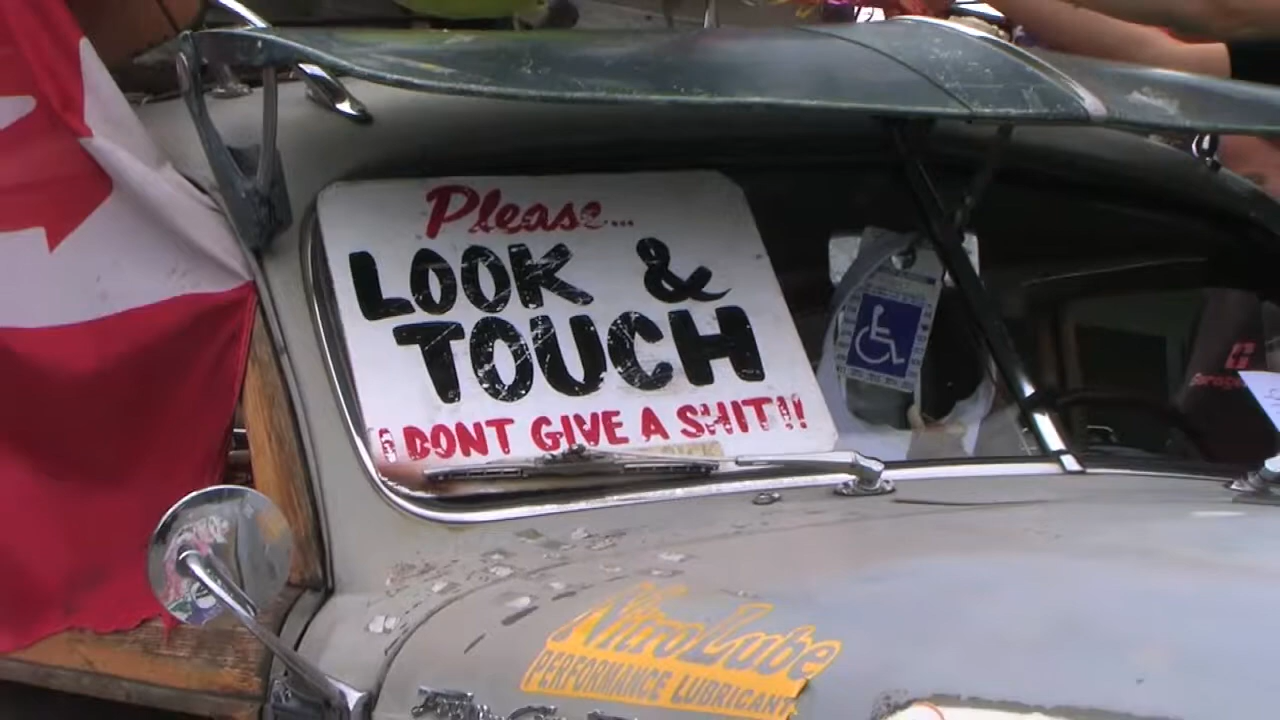 Please...
LOOK &
TOUCH
I DONT GIVE A SHIT!!
NitroLube
PERFORMANCE LUBRICANT